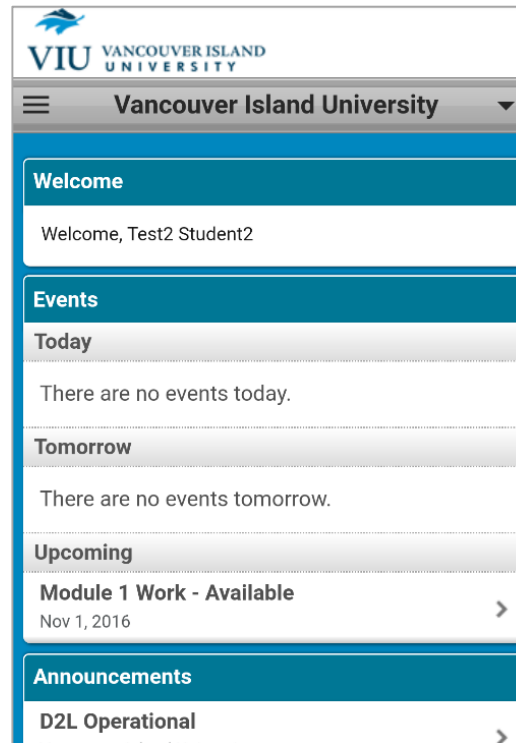 VIU VANCOUVER ISLAND
UNIVERSITY
Vancouver Island University
Welcome
Welcome, Test2 Student2
Events
Today
There are no events today.
Tomorrow
There are no events tomorrow.
Upcoming
Module 1 Work - Available
Nov 1, 2016
Announcements
D2L Operational